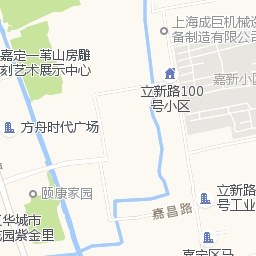 上海成巨机械设
备制造有限公司
嘉定一苇山房雕
刻艺术展示中心
嘉新小区
立新路100
号小区
方舟时代广场
颐康家园
立新路
号工业
华城市
花园紫金里
嘉昌路
嘉定区马